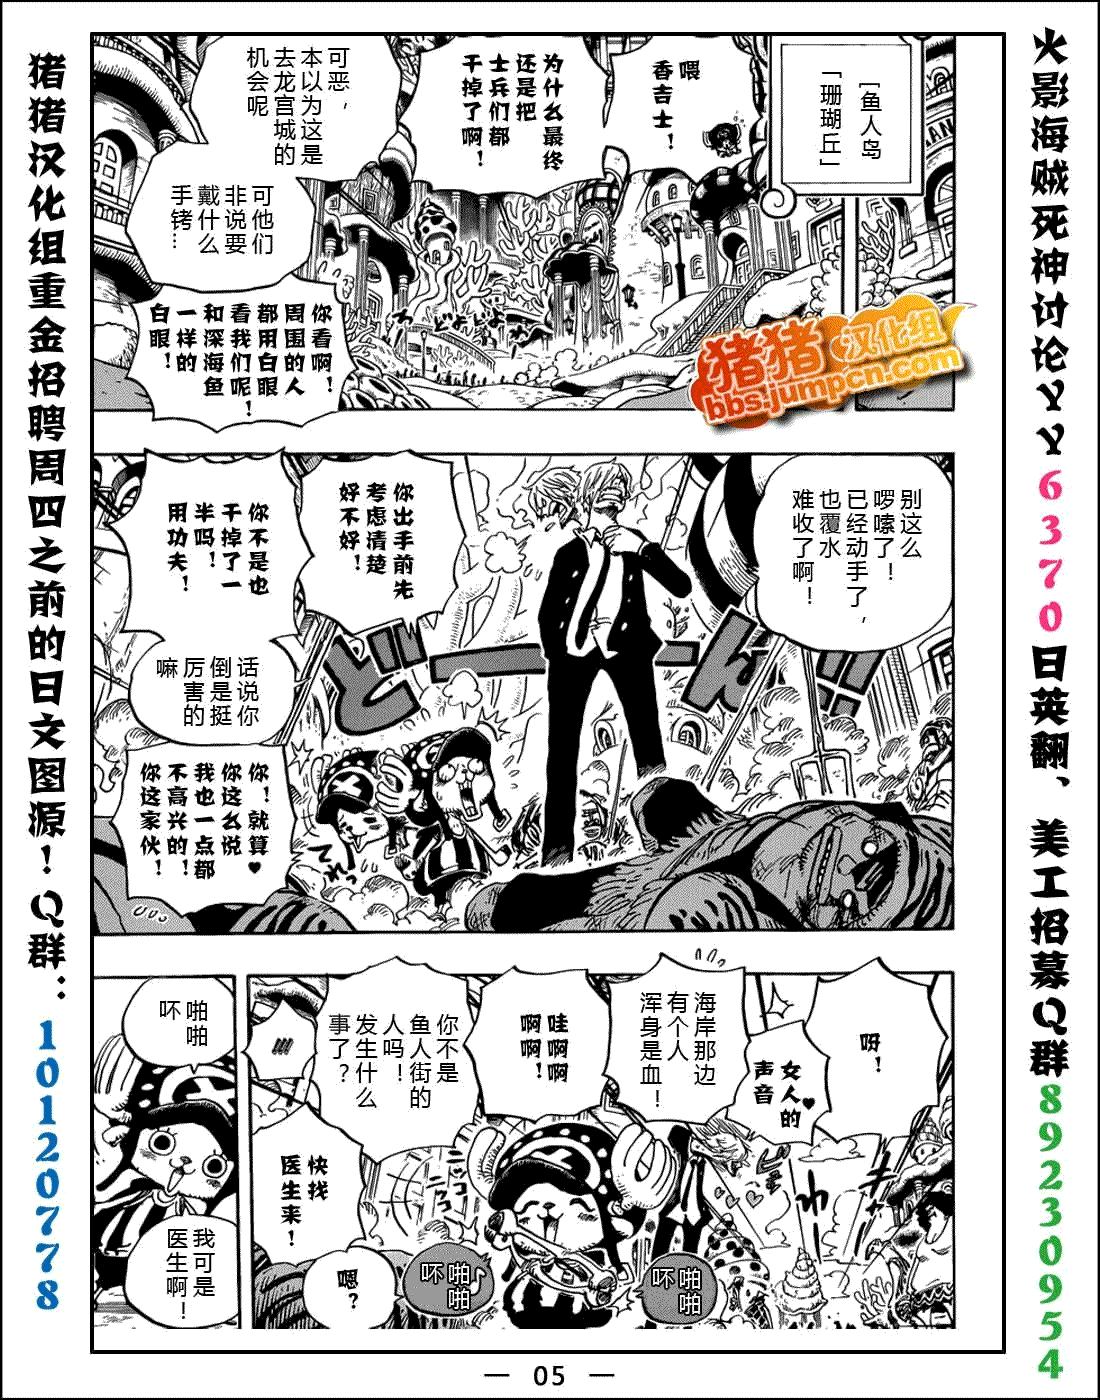 猪猪汉化组重金招聘周四之前的日文图源！Q群：1012077８
火影海贼死神讨论YY6370日英翻、美工招募Q群892309954
［鱼人岛
「珊瑚丘」
喂
香吉士！
为什么最终
还是把
士兵们都
干掉了啊！
可恶，
本以为这是
去龙宫城的
机会呢
可他们
非说要
戴什么
手铐…
你看啊！
周围的人
都用白眼
看我们呢！
和深海鱼
一样的
白眼！
猪猪汉化组
bbs.jumpcn.com
别这么
啰嗦了！
已经动手了，
也覆水
难收了啊！
你出手前先
考虑清楚
好不好！
你不是也
干掉了一
半吗！
用功夫！
话说你
倒是挺
厉害的
嘛
你！就算♥
你这么说
我也一点都
不高兴的！
你这家伙！
どーーん!!
呀！
女人的♥
声音
海岸那边
有个人
浑身是血！
哇啊啊
啊啊！
你不是
鱼人街的
人吗！
发生什么
事了？
!!!
快找
医生来！
嗯？
啪啪
吥
啪啪♪
吥
啪啪
吥
我可是
医生啊！
— 05 —